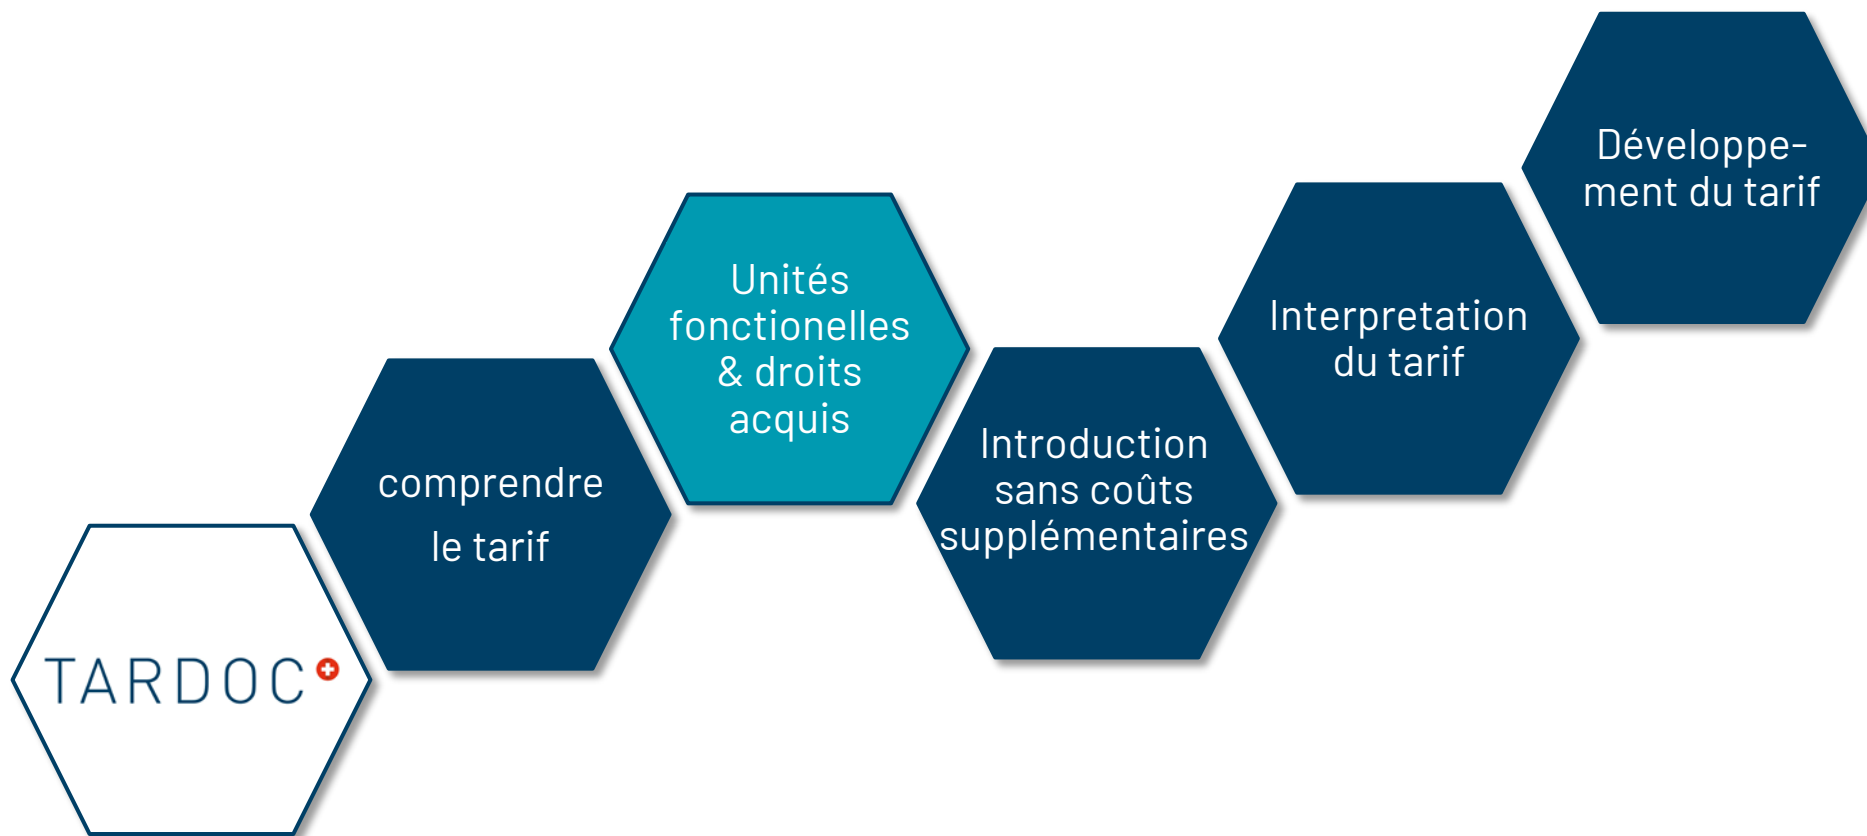 TARDOC
comprendre
le tarif
Unités
fonctionelles
& droits
acquis
Introduction
sans coûts
supplémentaires
Interpretation
du tarif
Développe-
ment du tarif